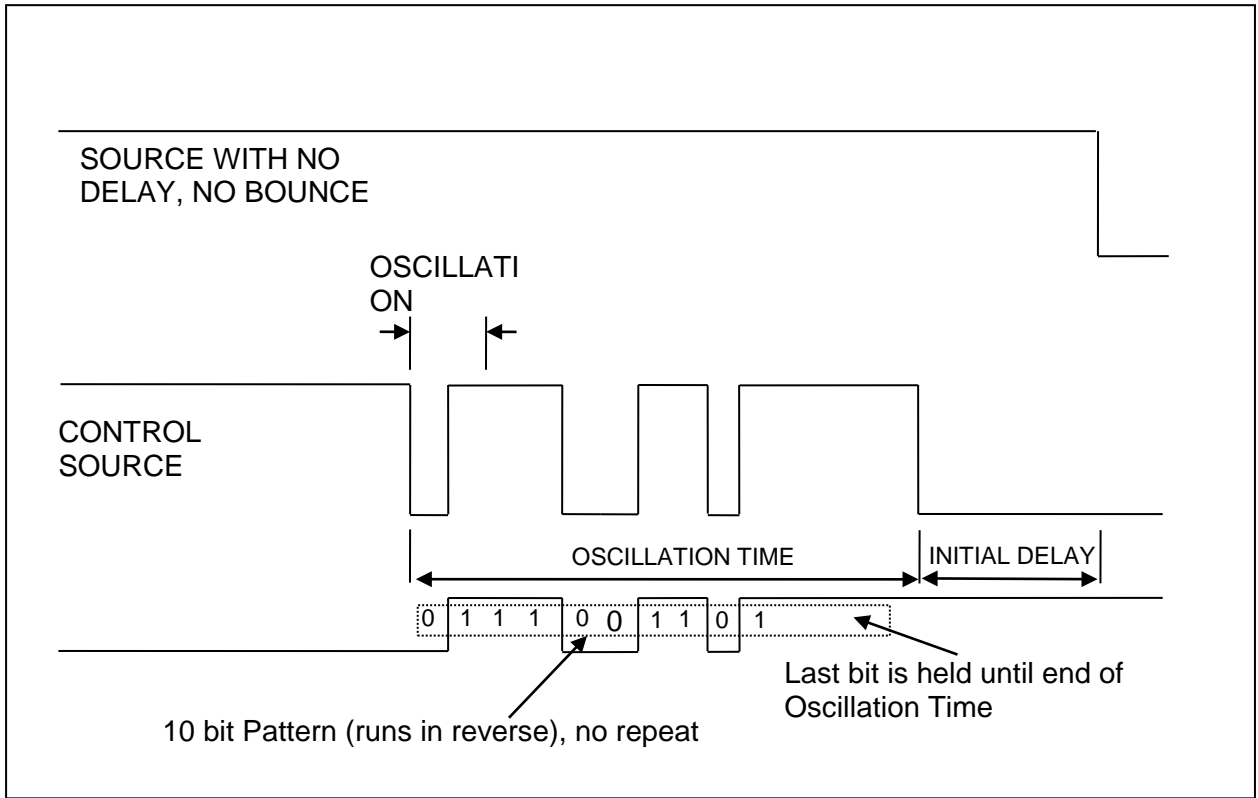 SOURCE WITH NO
DELAY, NO BOUNCE
OSCILLATI
ON
CONTROL
SOURCE
OSCILLATION TIME
INITIAL DELAY
0 1 1 1 0 0 1 1 0 1
Last bit is held until end of
Oscillation Time
10 bit Pattern (runs in reverse), no repeat